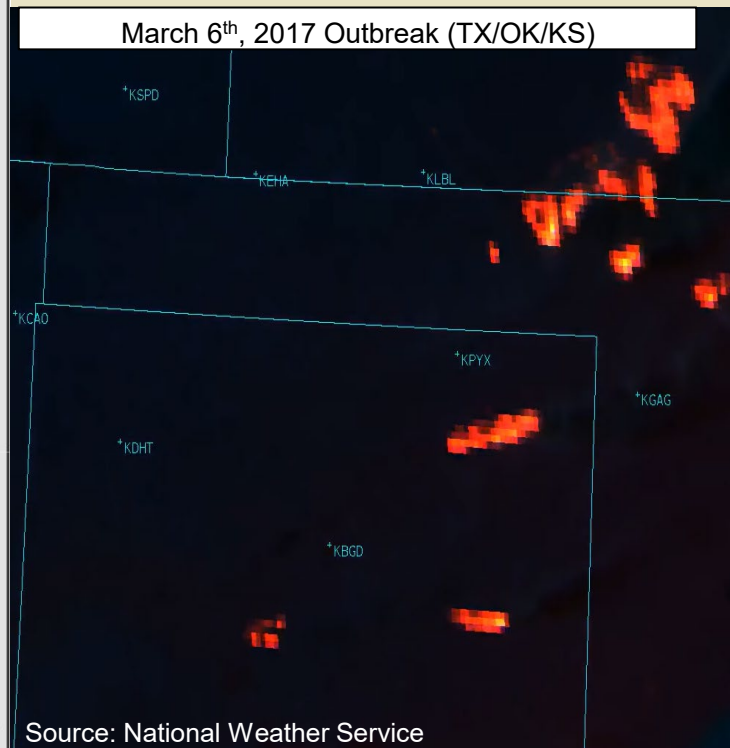 March 6th, 2017 Outbreak (TX/OK/KS)
+KSPD
+KEHA
+KLBL
+KCAO
+KPYX
+KGAG
+KDHT
+KBGD
Source: National Weather Service